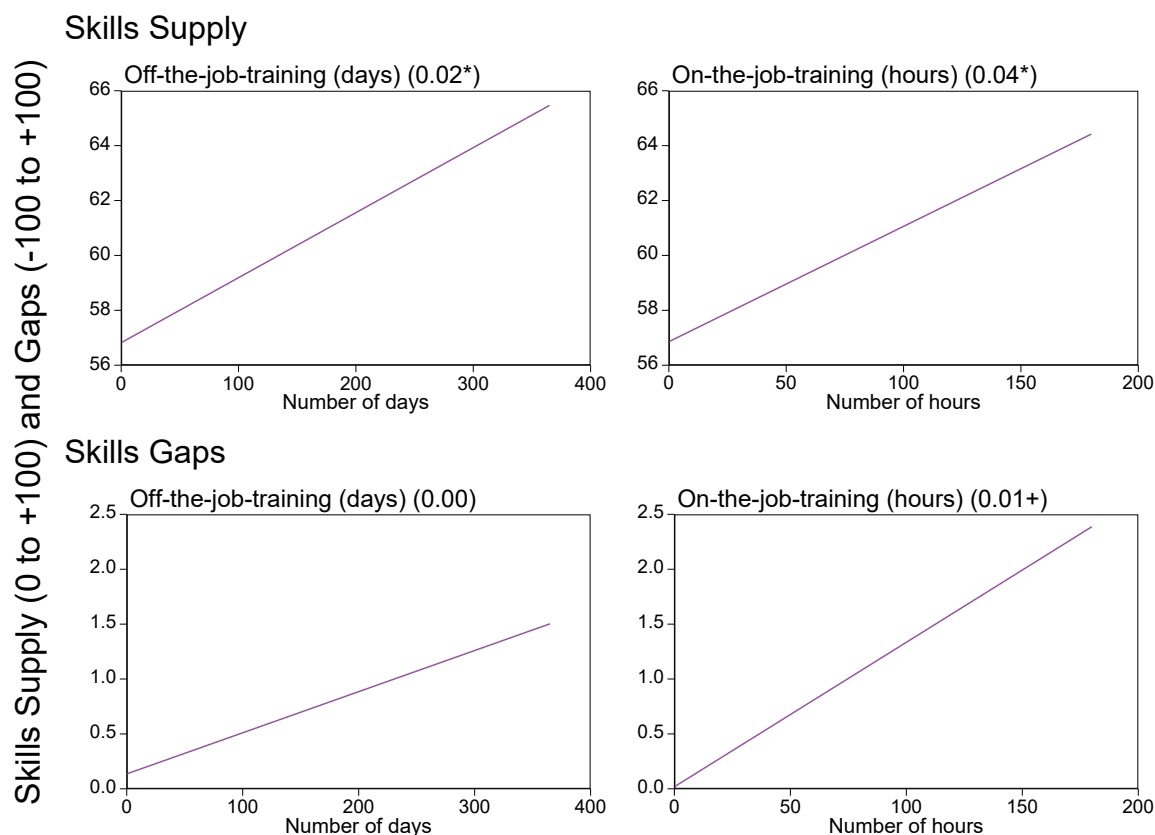 Skills Supply (0 to +100) and Gaps (-100 to +100)
Skills Supply
Off-the-job-training (days) (0.02*)
66
64
62
60
58
56
0 100 200 300 400
Number of days
On-the-job-training (hours) (0.04*)
66
64
62
60
58
56
0 50 100 150 200
Number of hours
Skills Gaps
Off-the-job-training (days) (0.00)
2.5
2.0
1.5
1.0
0.5
0.0
0 100 200 300 400
Number of days
On-the-job-training (hours) (0.01+)
2.5
2.0
1.5
1.0
0.5
0.0
0 50 100 150 200
Number of hours